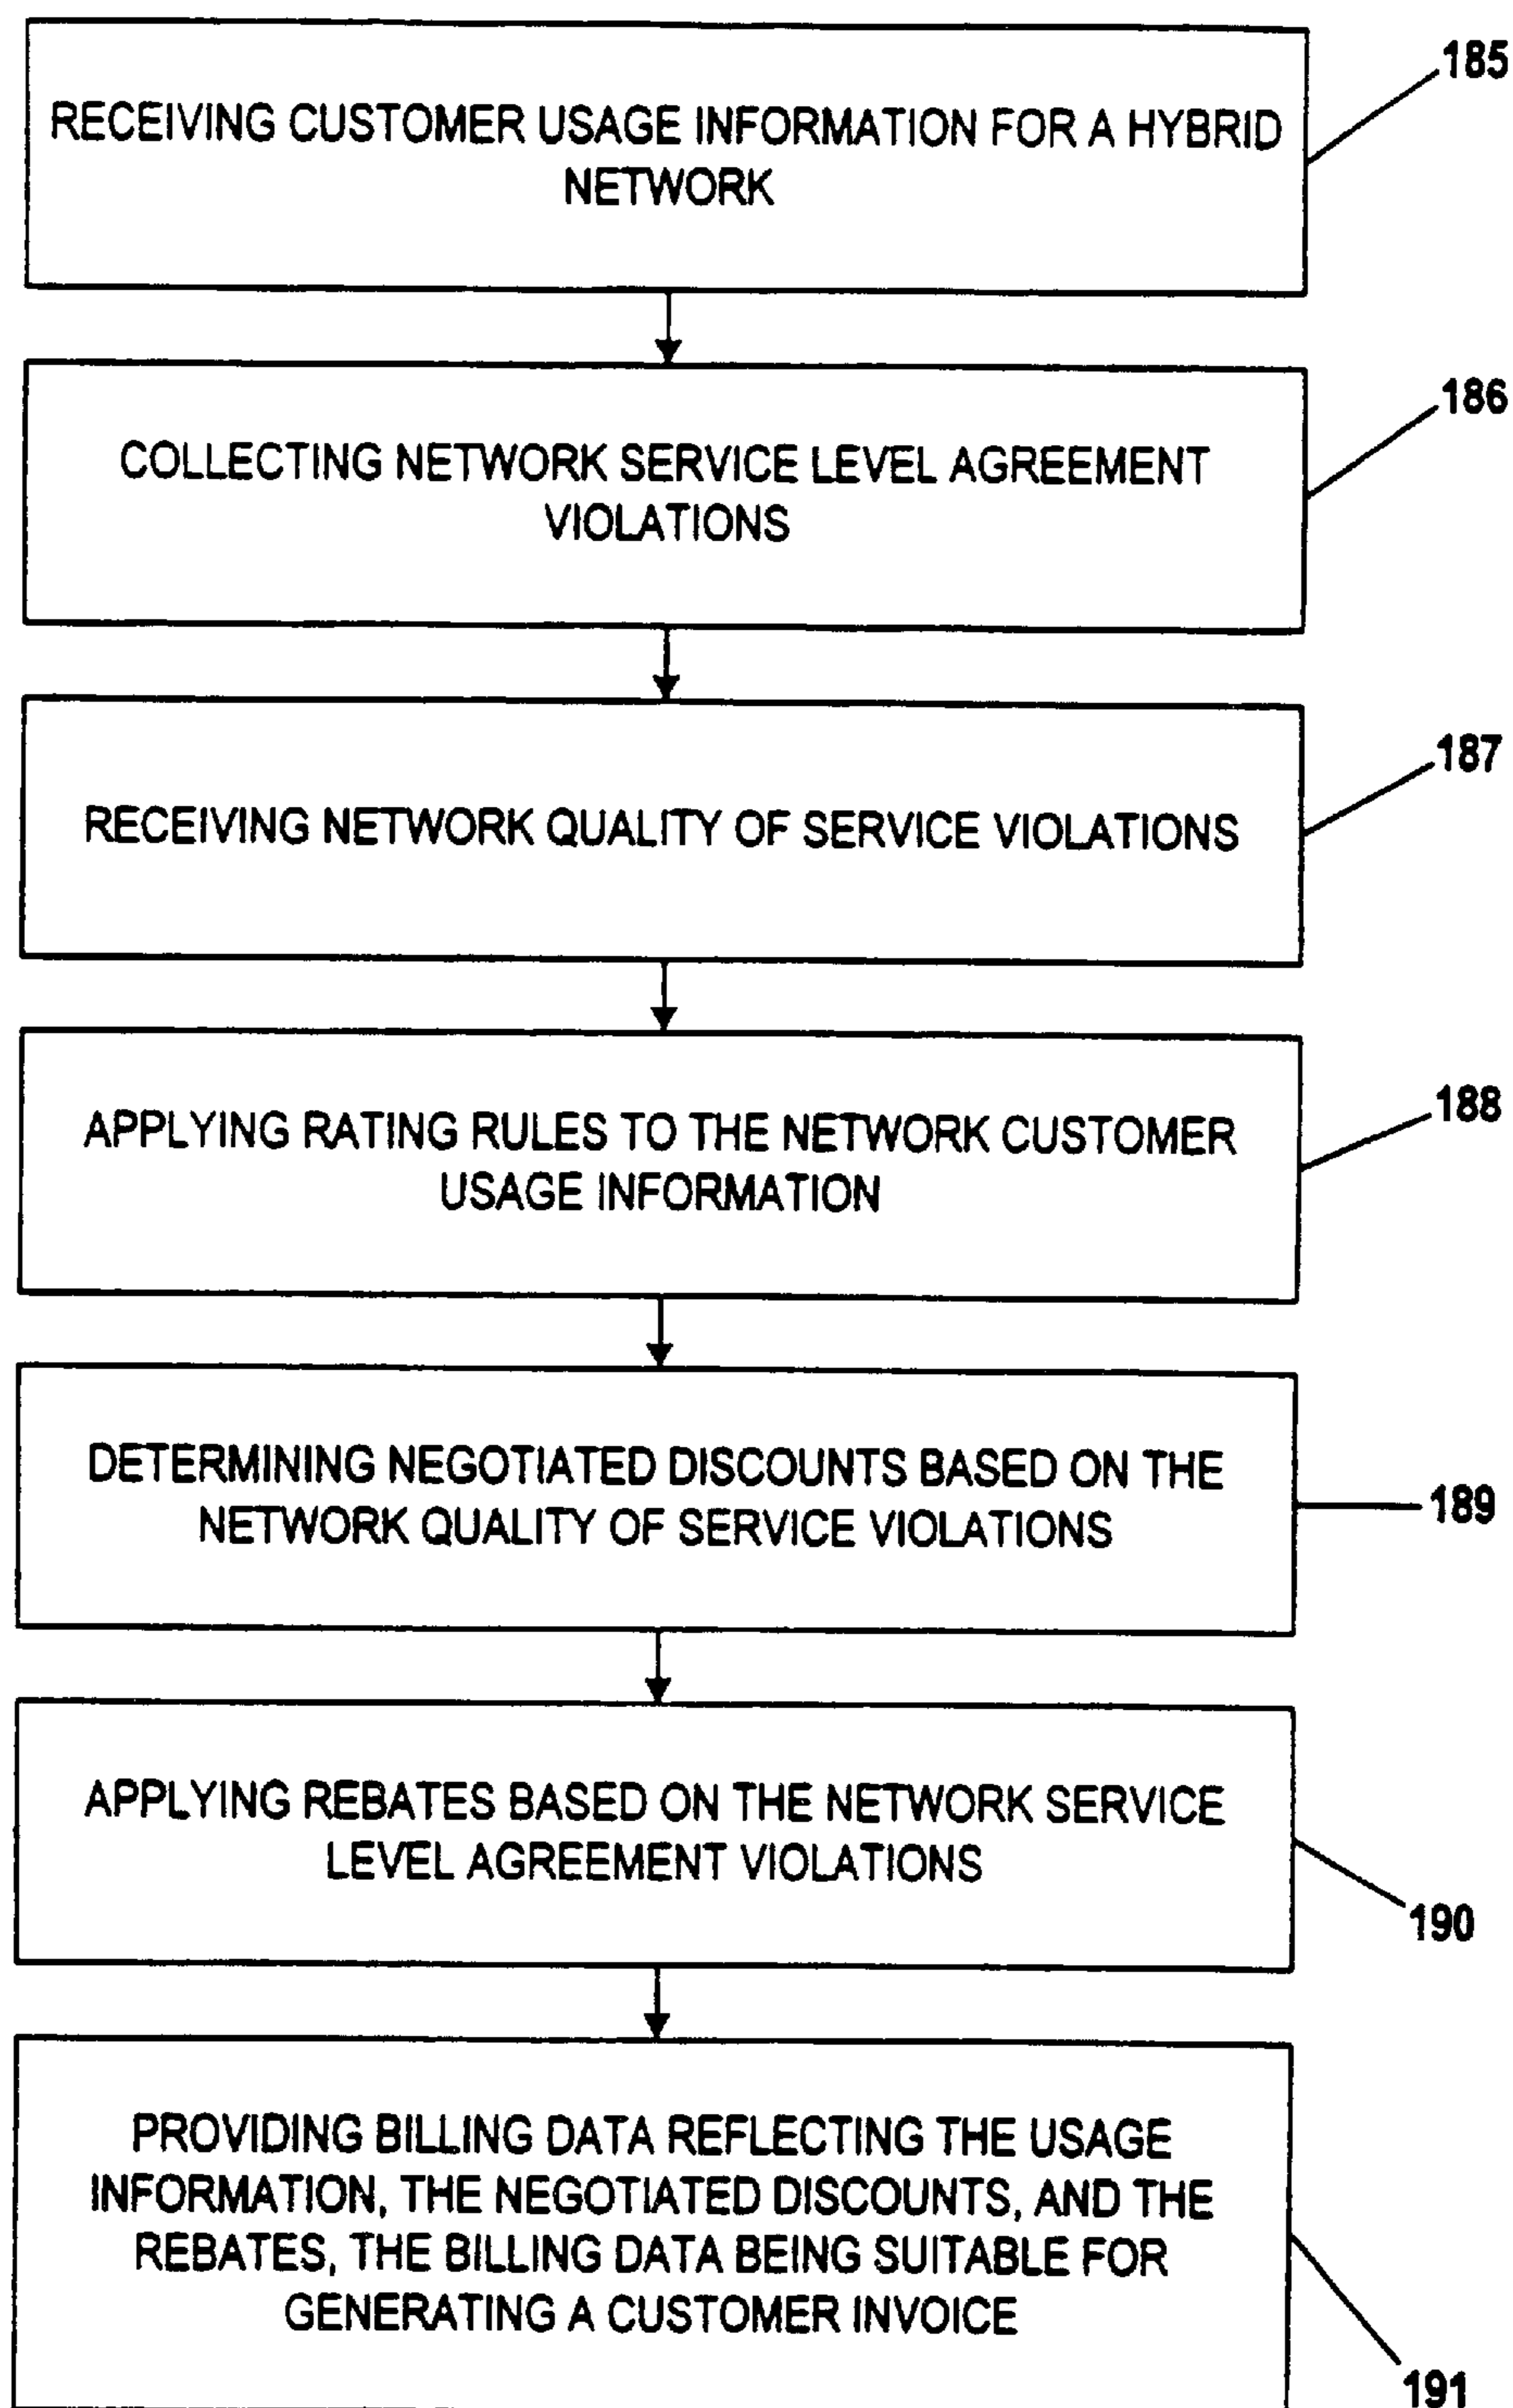 185
RECEIVING CUSTOMER USAGE INFORMATION FOR A HYBRID
NETWORK
186
COLLECTING NETWORK SERVICE LEVEL AGREEMENT
VIOLATIONS
187
RECEIVING NETWORK QUALITY OF SERVICE VIOLATIONS
188
APPLYING RATING RULES TO THE NETWORK CUSTOMER
USAGE INFORMATION
DETERMINING NEGOTIATED DISCOUNTS BASED ON THE
189
NETWORK QUALITY OF SERVICE VIOLATIONS
APPLYING REBATES BASED ON THE NETWORK SERVICE
LEVEL AGREEMENT VIOLATIONS
190
PROVIDING BILLING DATA REFLECTING THE USAGE
INFORMATION, THE NEGOTIATED DISCOUNTS, AND THE
REBATES, THE BILLING DATA BEING SUITABLE FOR
GENERATING A CUSTOMER INVOICE
191